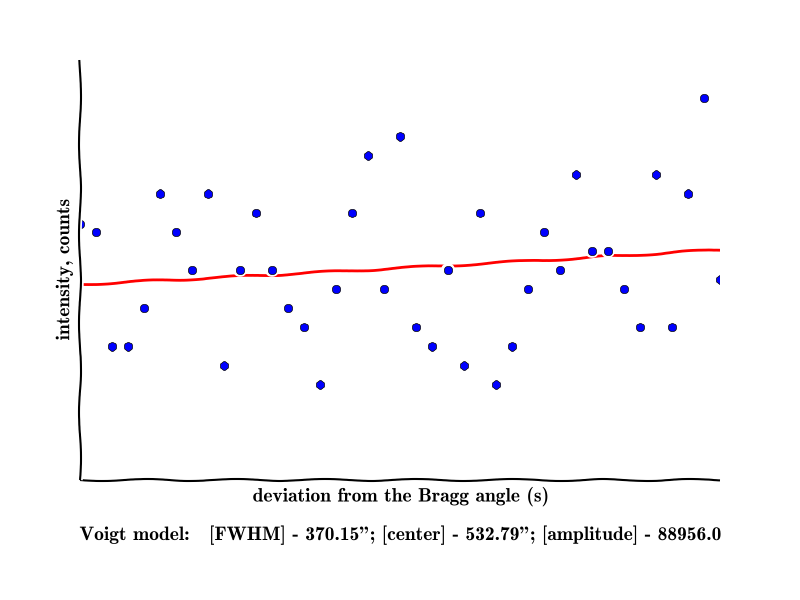 intensity, counts
deviation from the Bragg angle (s)
Voigt model: [FWHM] - 370.15”; [center] - 532.79”; [amplitude] - 88956.0